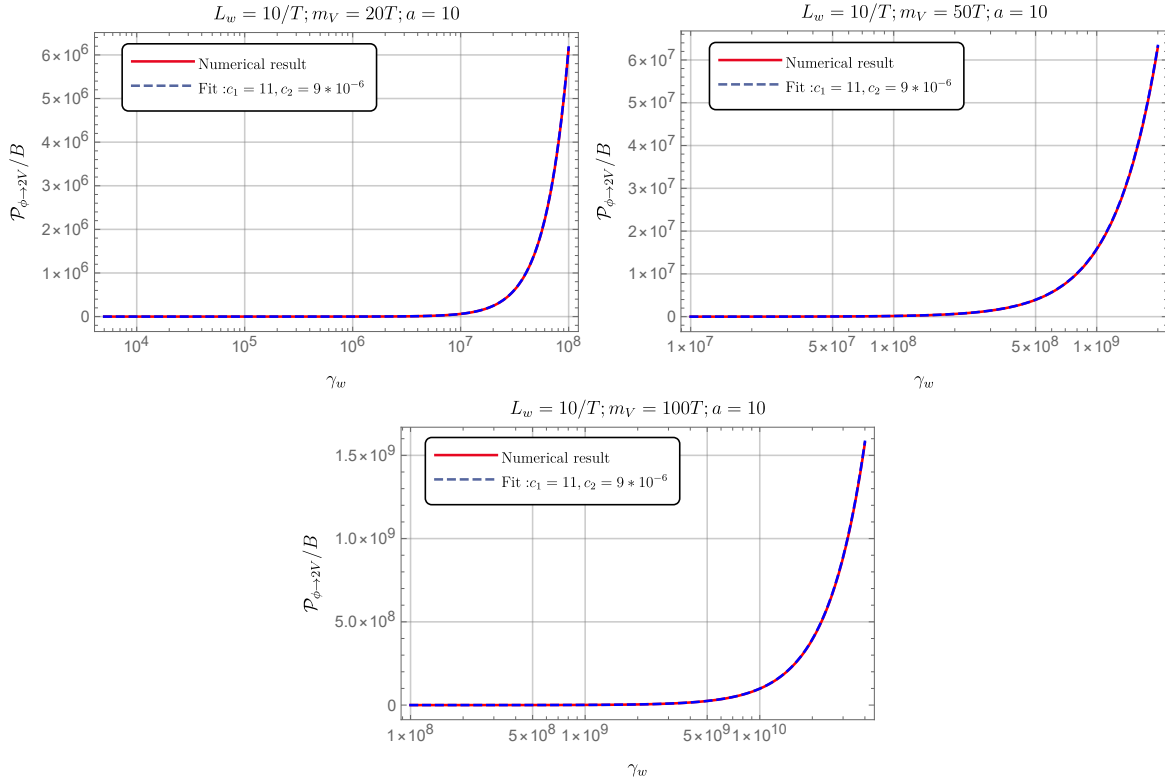 L_w = 10/T; m_V = 20T; a = 10
Numerical result
Fit :c_1 = 11, c_2 = 9 * 10^{-6}
P_{ϕ→2V}/B
6×10^6
5×10^6
4×10^6
3×10^6
2×10^6
1×10^6
0
10^4 10^5 10^6 10^7 10^8
γ_w
L_w = 10/T; m_V = 50T; a = 10
Numerical result
Fit :c_1 = 11, c_2 = 9 * 10^{-6}
P_{ϕ→2V}/B
6×10^7
5×10^7
4×10^7
3×10^7
2×10^7
1×10^7
0
1×10^7 5×10^7 1×10^8 5×10^8 1×10^9
γ_w
L_w = 10/T; m_V = 100T; a = 10
Numerical result
Fit :c_1 = 11, c_2 = 9 * 10^{-6}
P_{ϕ→2V}/B
1.5×10^9
1.0×10^9
5.0×10^8
0
1×10^8 5×10^8 1×10^9 5×10^9 1×10^10
γ_w